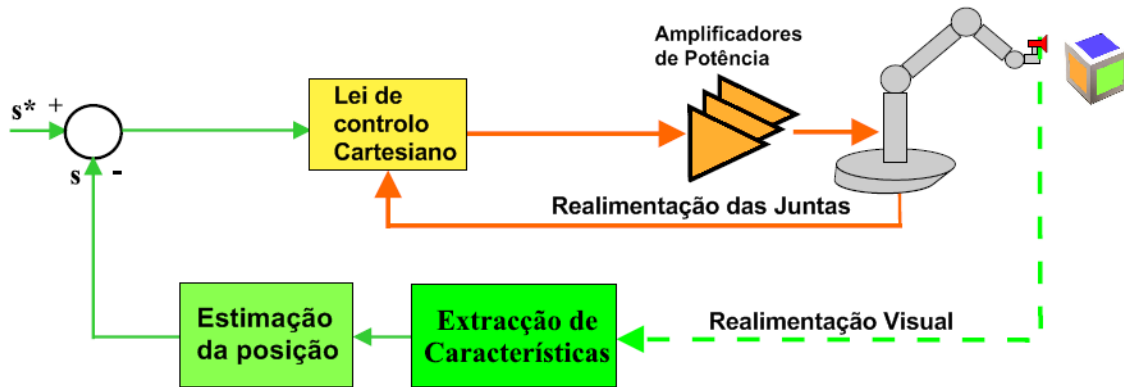 Amplificadores
de Potência
s* +
Lei de
controlo
Cartesiano
s -
Realimentação das Juntas
Estimação
da posição
Extracção de
Características
Realimentação Visual